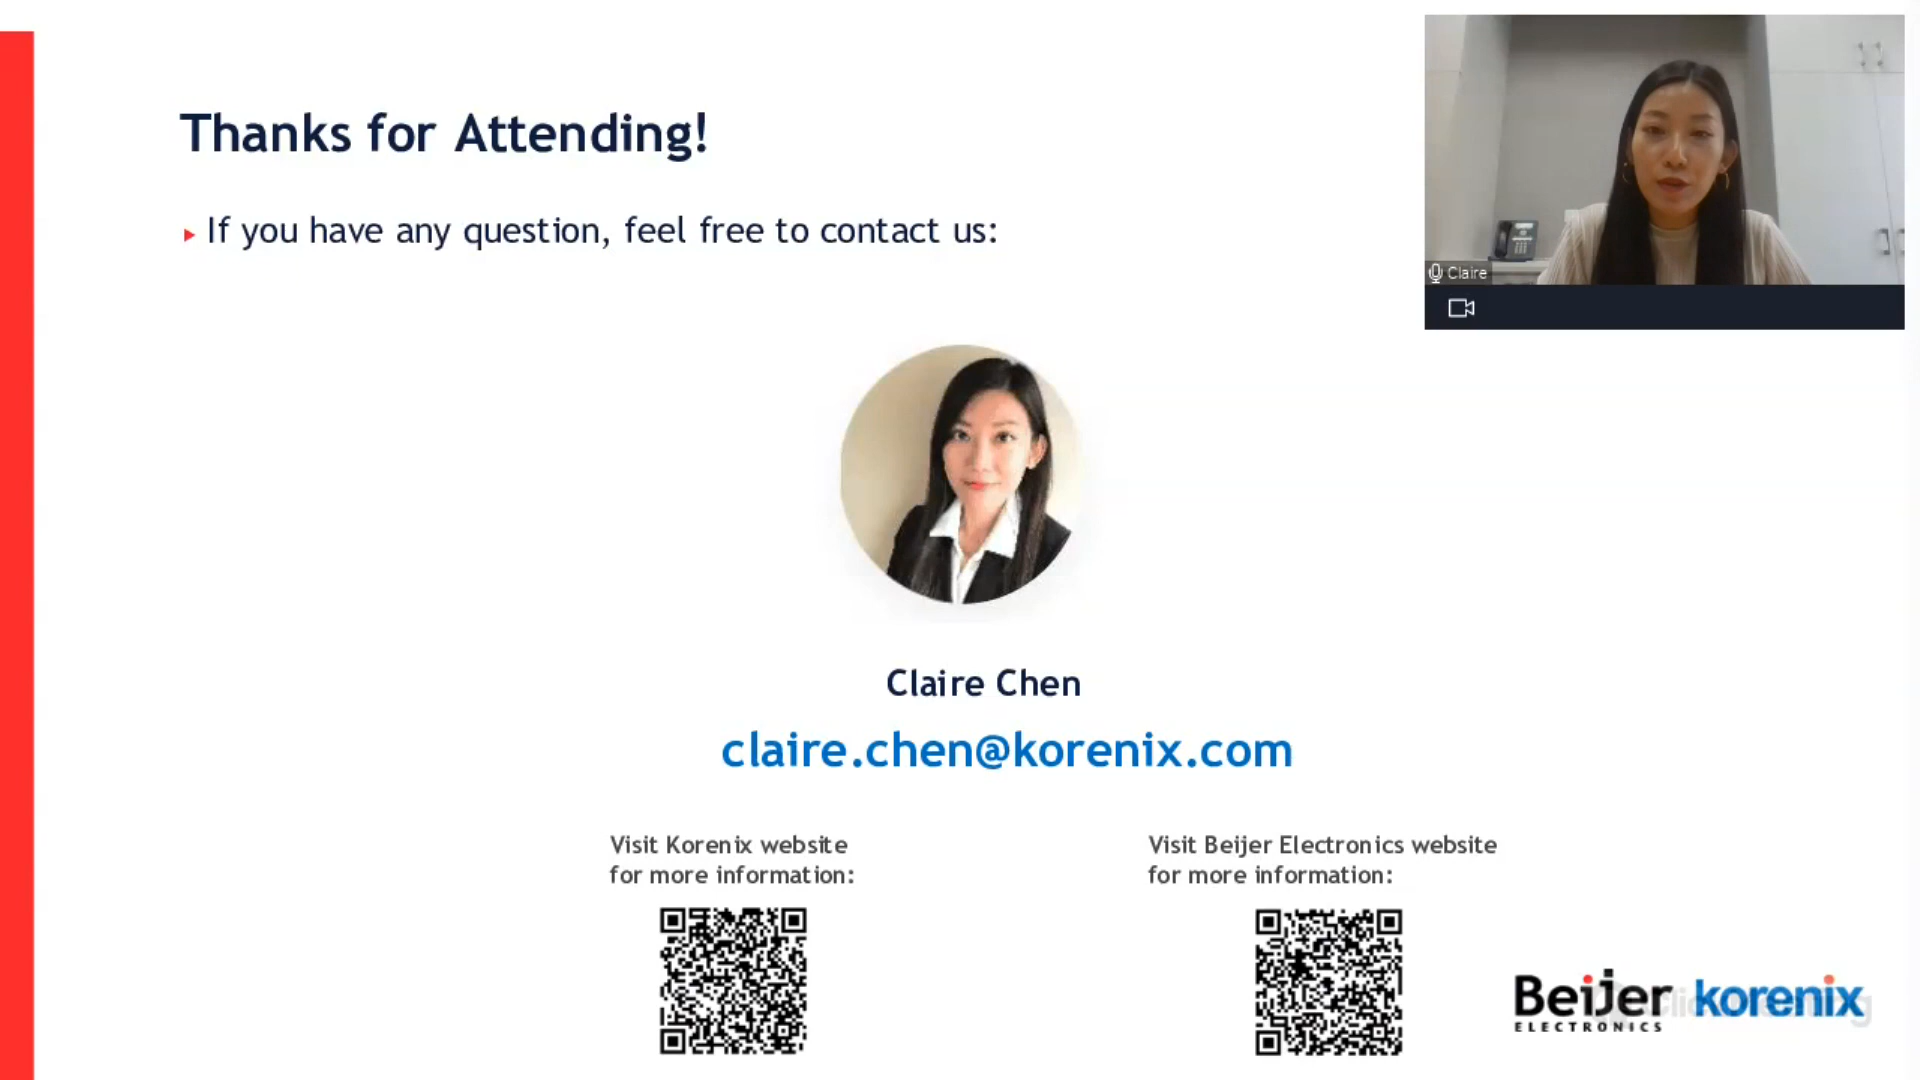 Thanks for Attending!
If you have any question, feel free to contact us:
Claire
Claire Chen
claire.chen@korenix.com
Visit Korenix website
for more information:
Visit Beijer Electronics website
for more information:
Beijer korenix
ELECTRONICS